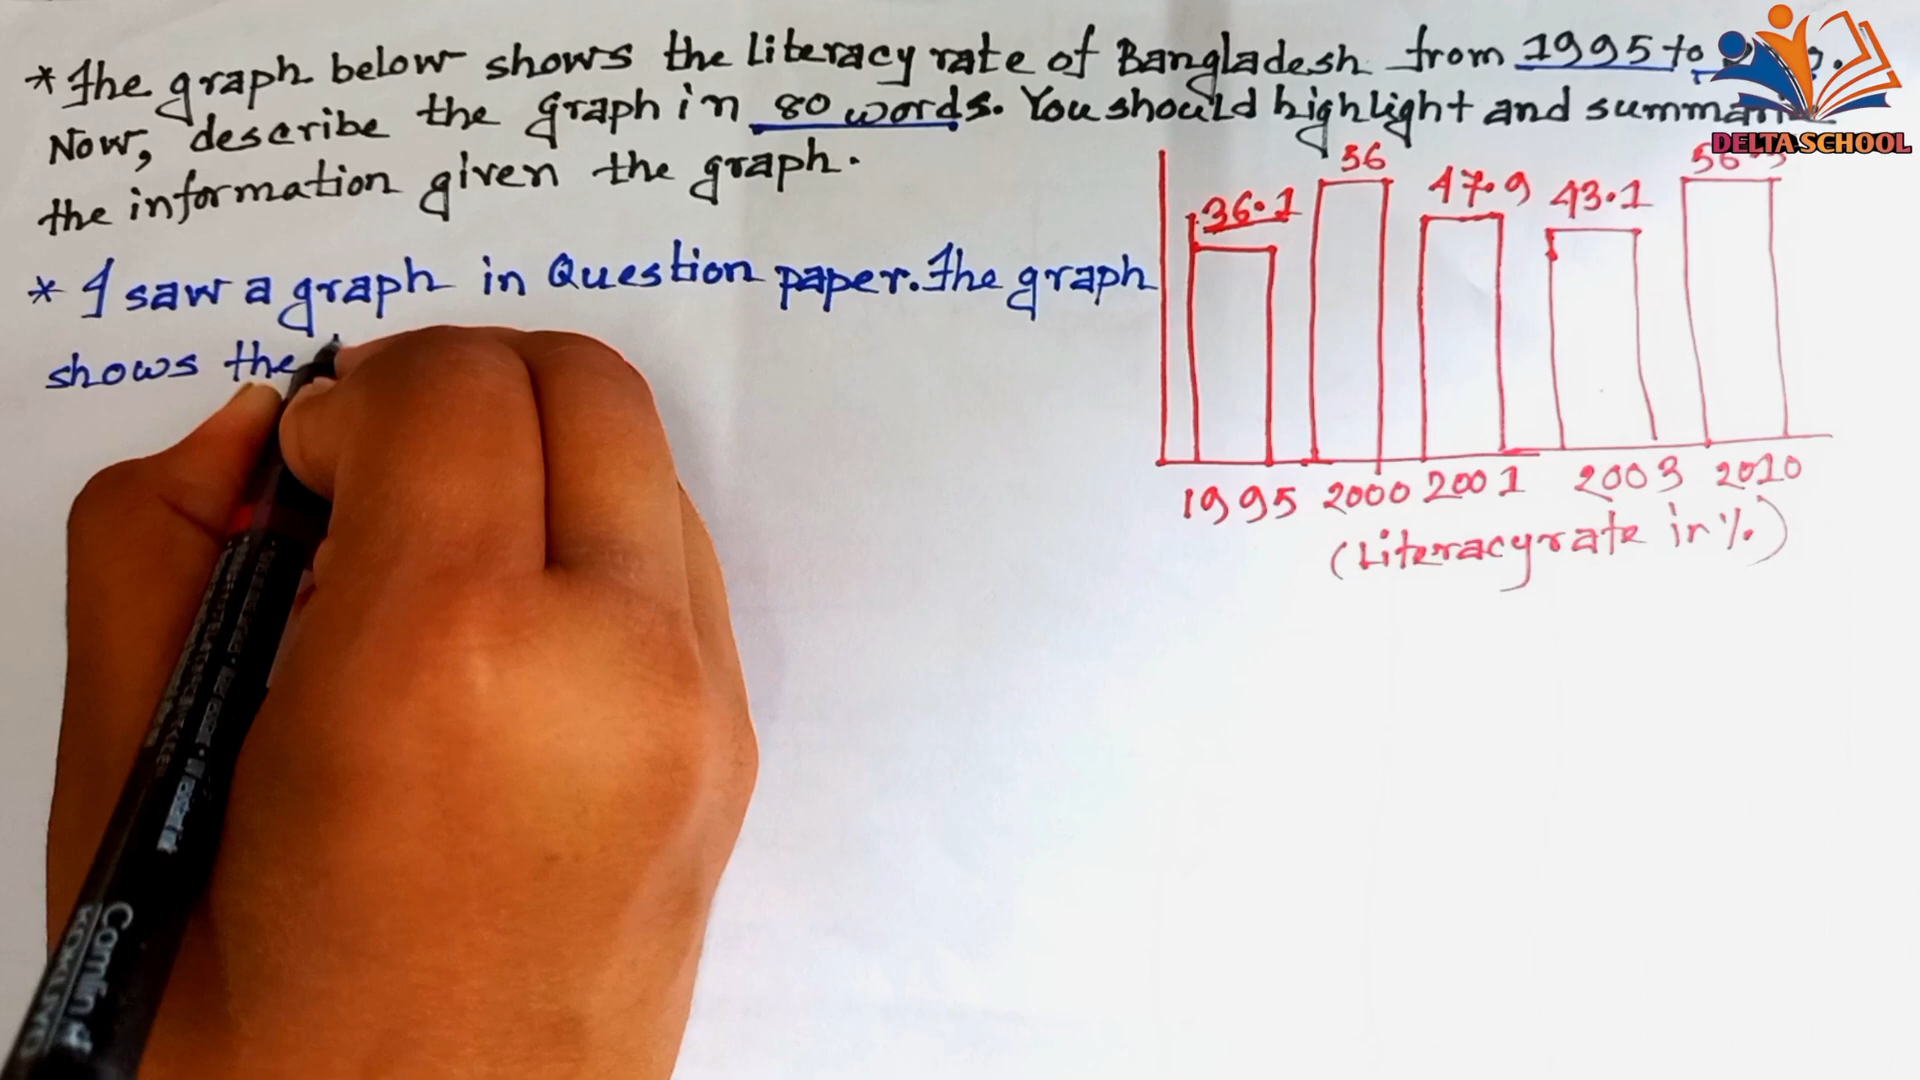 *The graph below shows the literacy rate of Bangladesh from 1995 to
Now, describe the graph in 80 words. You should highlight and
the information given the graph.
* I saw a graph in Question paper. The graph
shows the
36.1
56
47.9
43.1
1995 2000 2001 2003 2010
(Literacy rate in %)
DELTA SCHOOL
Camlin